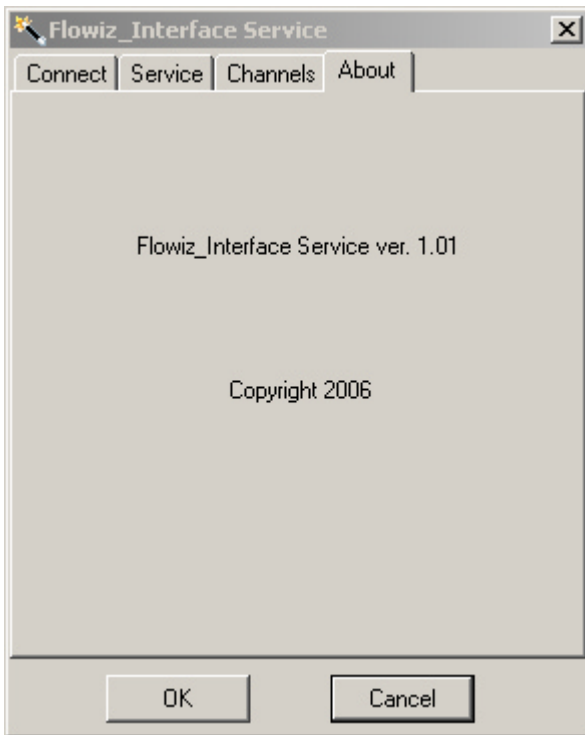 Flowiz_Interface Service
Connect Service Channels About
Flowiz_Interface Service ver. 1.01
Copyright 2006
OK Cancel